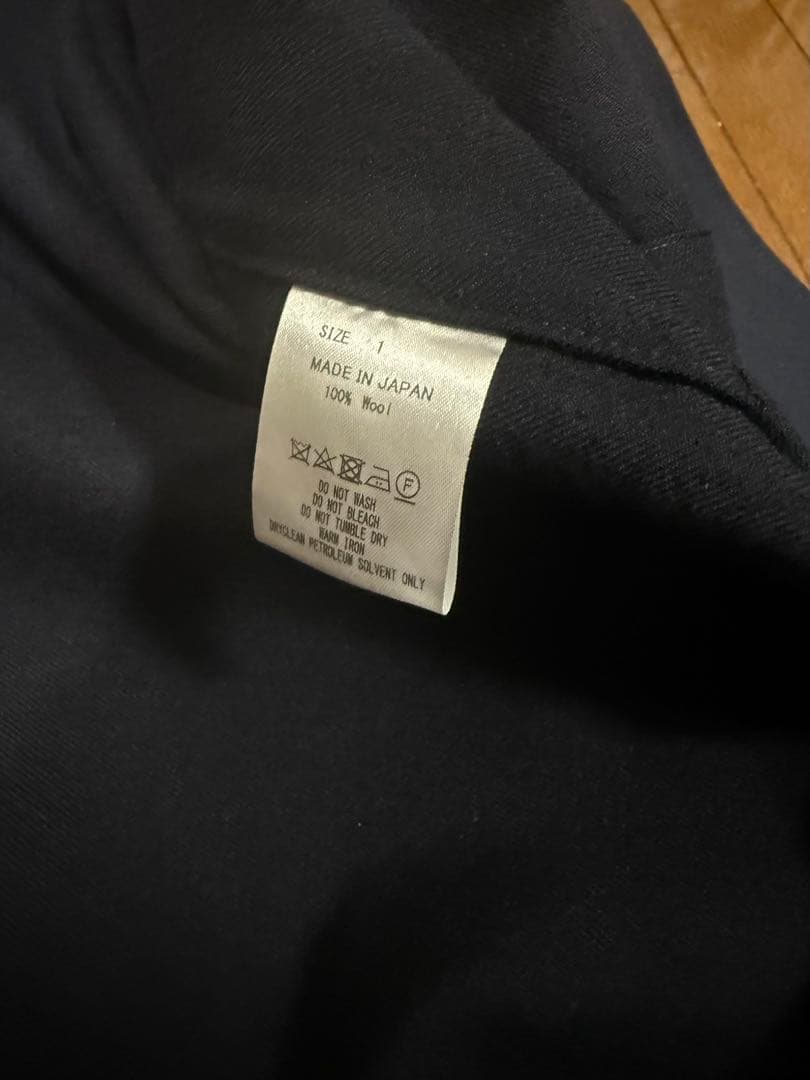 SIZE 1
MADE IN JAPAN
100% Wool
F
DO NOT WASH
DO NOT BLEACH
DO NOT TUMBLE DRY
WARM IRON
DRYCLEAN PETROLEUM SOLVENT ONLY